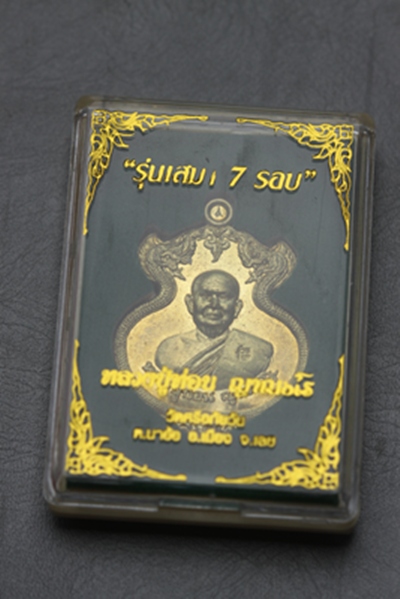 “รุ่นเสมา 7 รอบ”
หลวงปู่ท่อน ญาณธโร
วัดศรีอภัยวัน
ต.นาอ้อ อ.เมือง จ.เลย